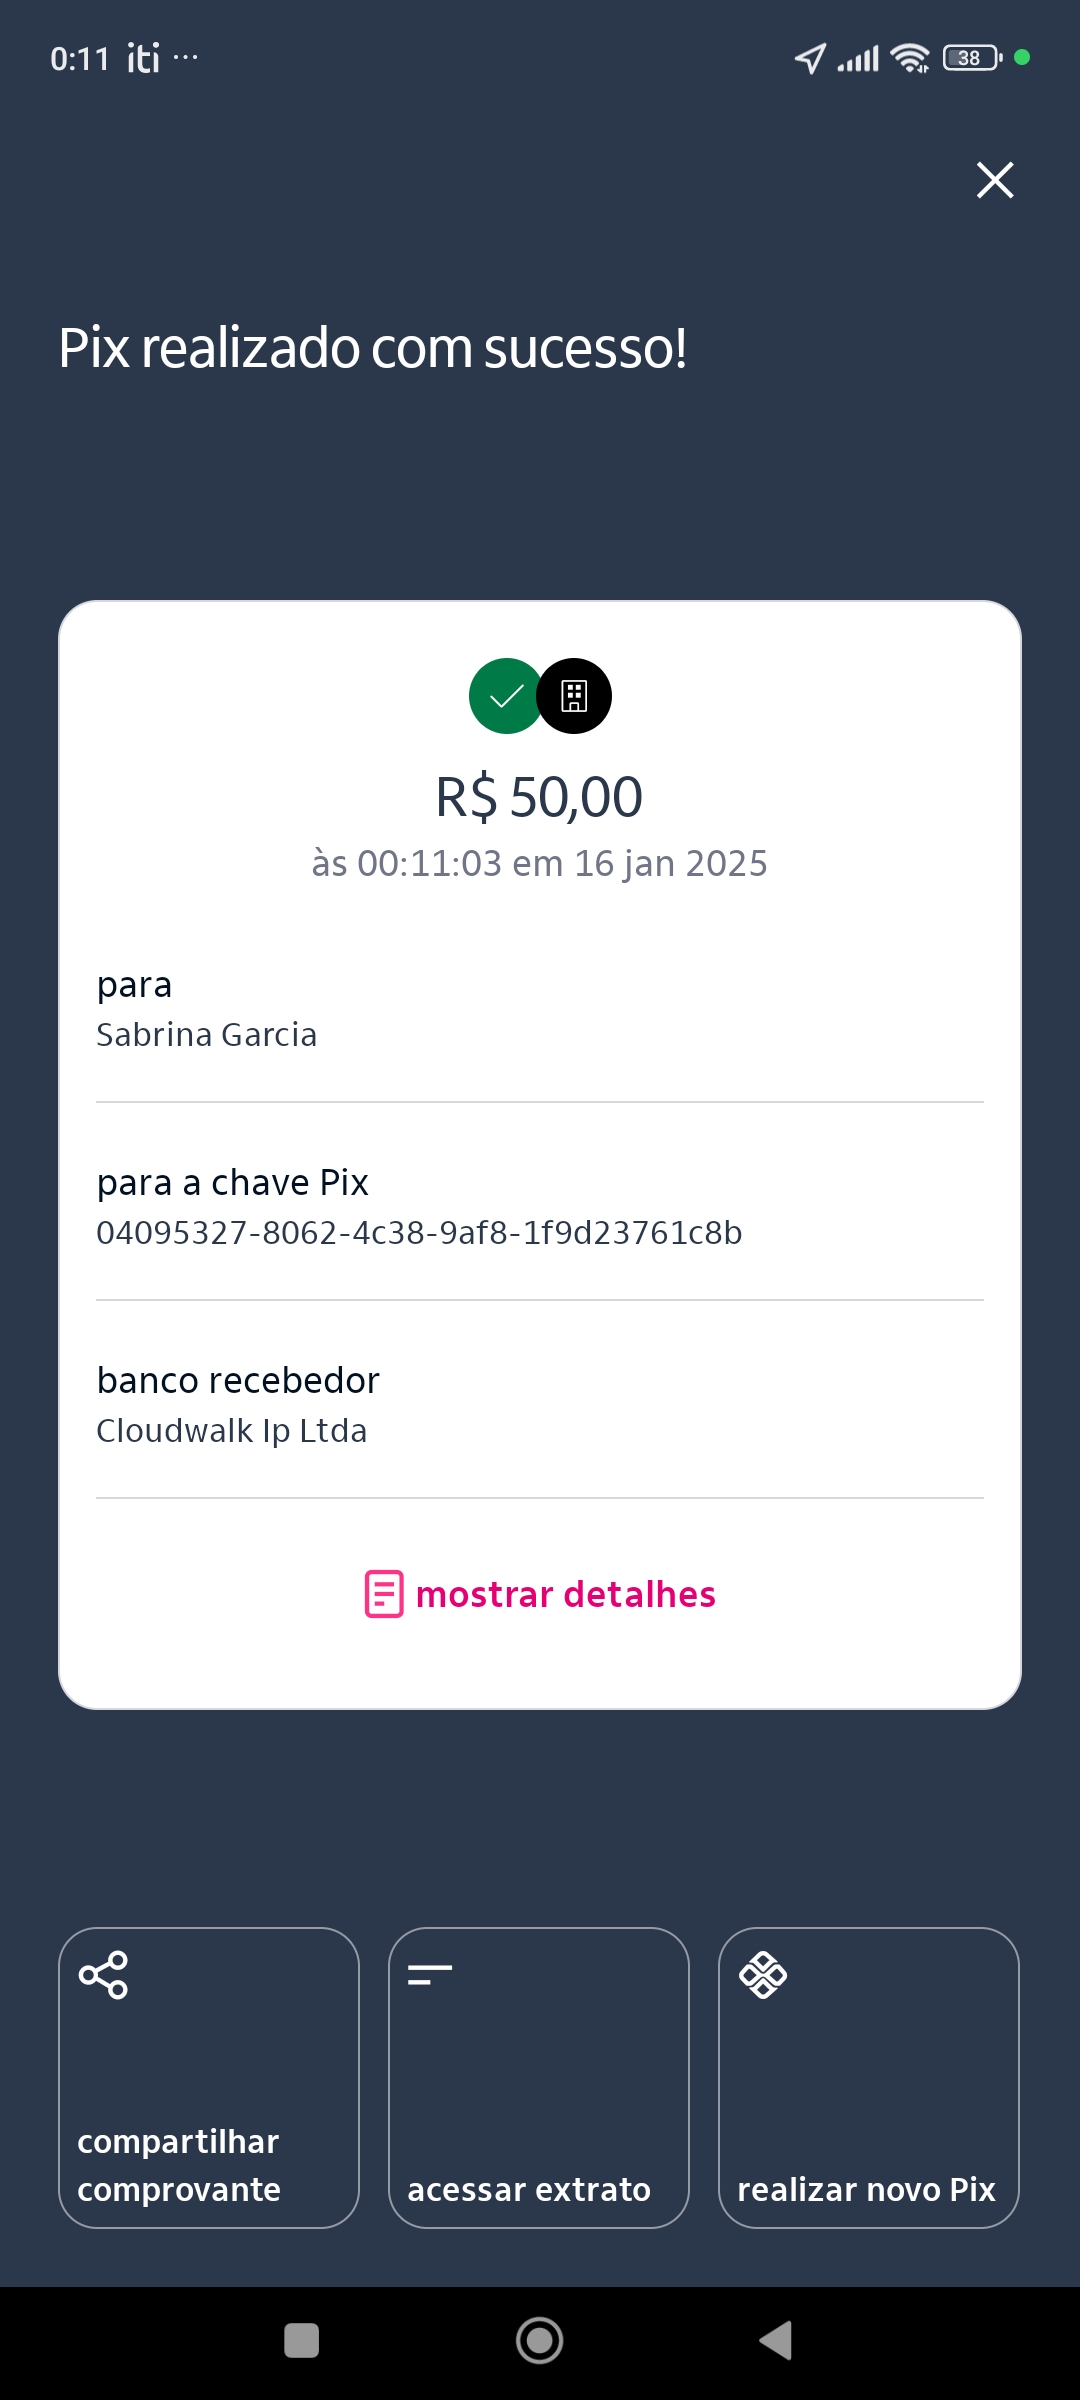 0:11 iti ...
38
Pix realizado com sucesso!
R$ 50,00
às 00:11:03 em 16 jan 2025
para
Sabrina Garcia
para a chave Pix
04095327-8062-4c38-9af8-1f9d23761c8b
banco recebedor
Cloudwalk Ip Ltda
mostrar detalhes
compartilhar
comprovante
acessar extrato
realizar novo Pix